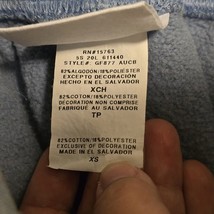 RN#15763
SS 20L 611440
STYLE: GF877 AUCB
82%ALGODON/18%POLIESTER
EXCEPTO DECORACIÓN
HECHO EN EL SALVADOR
XCH
82%COTON/18%POLYESTER
DECORATION NON COMPRISE
FABRIQUE AU EL SALVADOR
TP
82%COTTON/18%POLYESTER
EXCLUSIVE OF DECORATION
MADE IN EL SALVADOR
XS